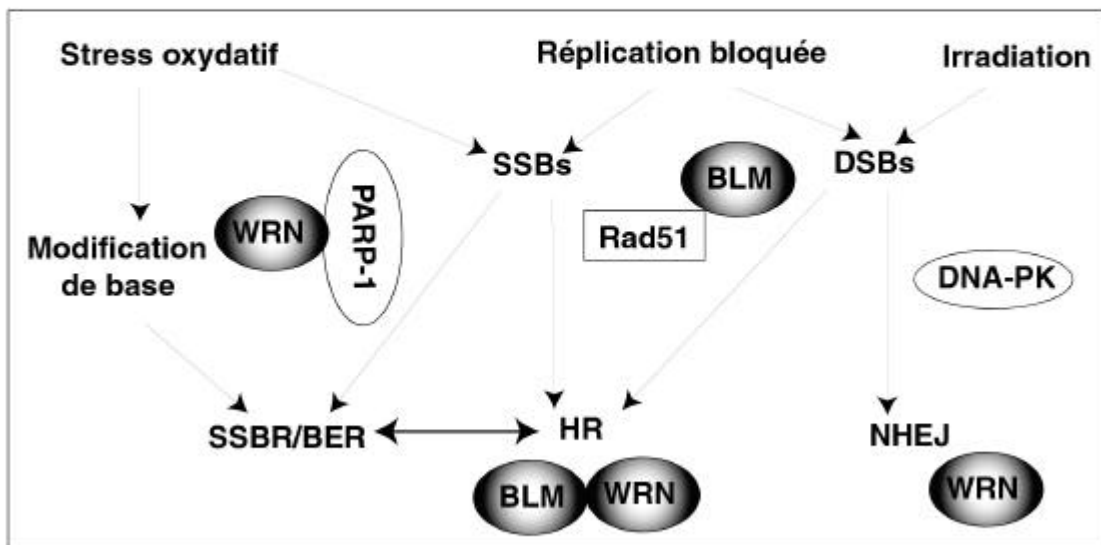 Stress oxydatif
Réplication bloquée
Irradiation
SSBs
BLM
DSBs
WRN
PARP-1
Rad51
Modification
de base
DNA-PK
SSBR/BER
HR
NHEJ
BLM
WRN
WRN